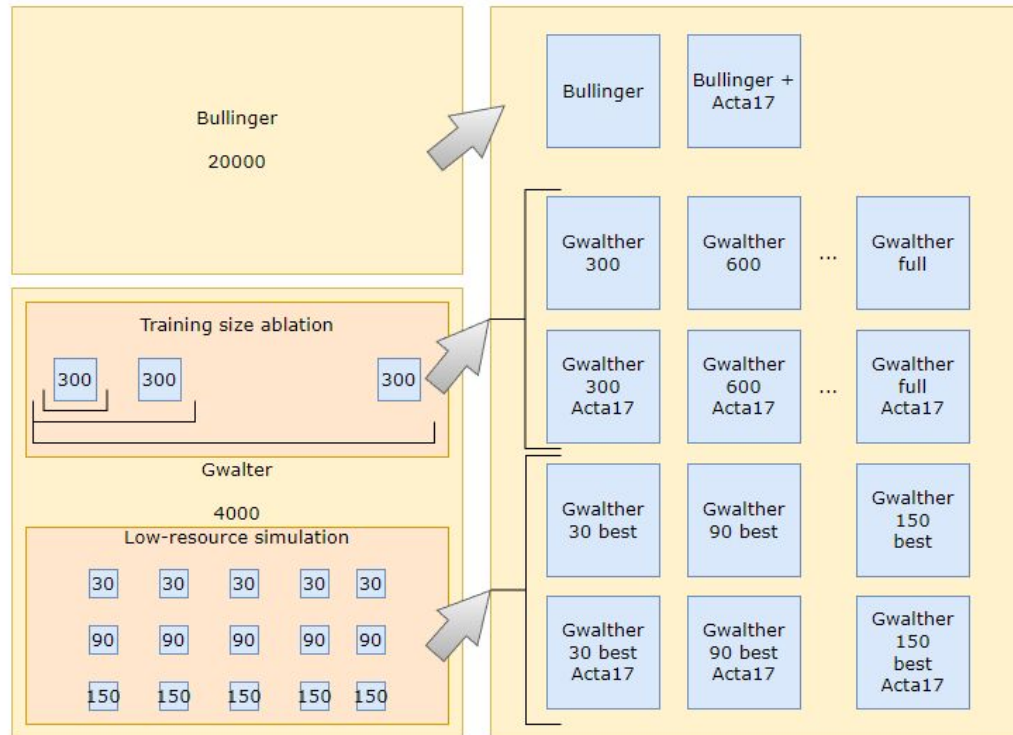 Bullinger
20000
Training size ablation
300
300
300
Gwalter
4000
Low-resource simulation
30 30 30 30 30
90 90 90 90 90
150 150 150 150 150
Bullinger
Bullinger +
Acta17
Gwalther
300
Gwalther
600
...
Gwalther
full
Gwalther
300
Acta17
Gwalther
600
Acta17
...
Gwalther
full
Acta17
Gwalther
30 best
Gwalther
90 best
Gwalther
150
best
Gwalther
30 best
Acta17
Gwalther
90 best
Acta17
Gwalther
150
best
Acta17